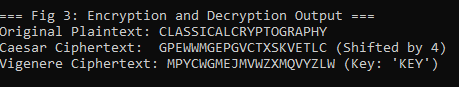 === Fig 3: Encryption and Decryption Output ===
Original Plaintext: CLASSICALCRYPTOGRAPHY
Caesar Ciphertext:  GPEWWMGEPGVCTXSKVETLC (Shifted by 4)
Vigenere Ciphertext: MPYCWGMEJMVWZXMQVYZLW (Key: 'KEY')